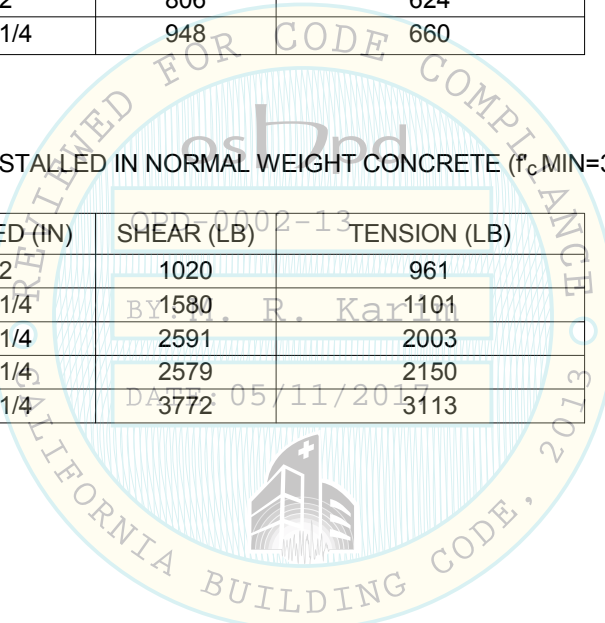 2 806 624
1/4 948 660
REVIEWED FOR CODE COMPLIANCE
oshpd
STALLED IN NORMAL WEIGHT CONCRETE (f'c MIN=3
OPD-0002-13
ED (IN) SHEAR (LB) TENSION (LB)
2 1020 961
1/4 1580 1101
BY: M. R. Karim
1/4 2591 2003
1/4 2579 2150
1/4 3772 3113
DATE: 05/11/2017
CALIFORNIA BUILDING CODE, 2013